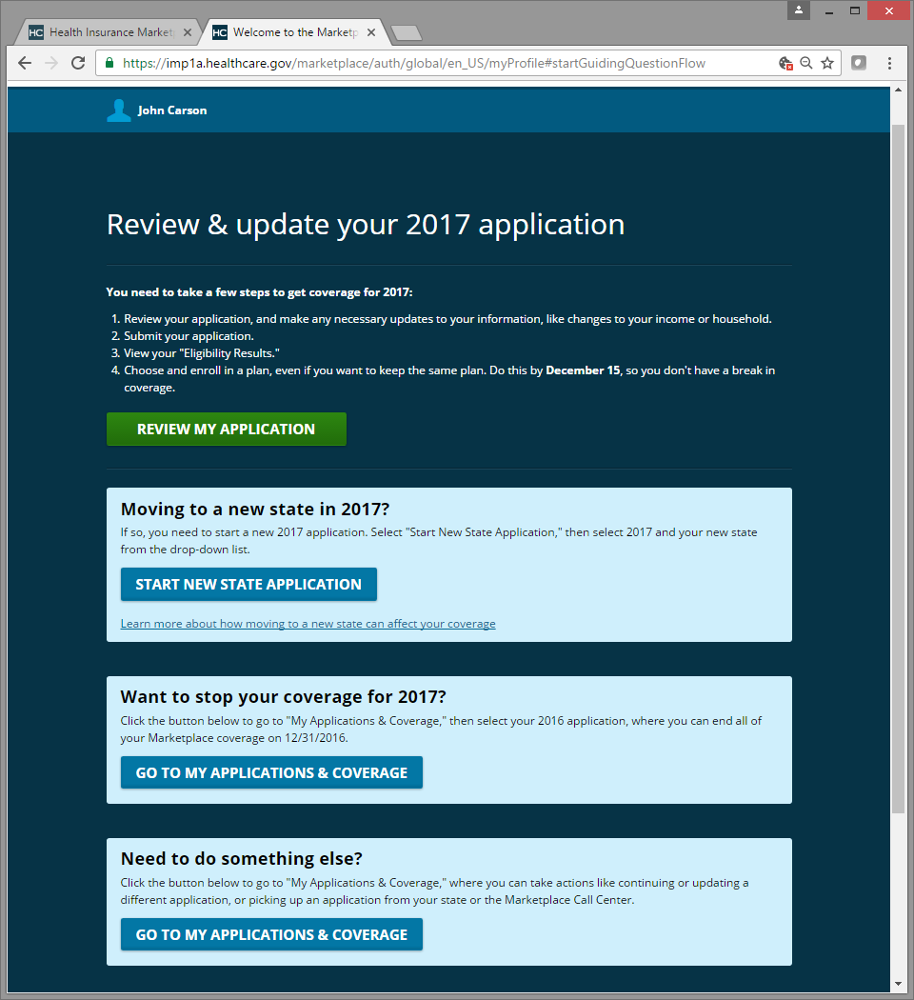 HC Health Insurance Market
HC Welcome to the Marketp
https://imp1a.healthcare.gov/marketplace/auth/global/en_US/myProfile#startGuidingQuestionFlow
John Carson
Review & update your 2017 application
You need to take a few steps to get coverage for 2017:
1. Review your application, and make any necessary updates to your information, like changes to your income or household.
2. Submit your application.
3. View your "Eligibility Results."
4. Choose and enroll in a plan, even if you want to keep the same plan. Do this by December 15, so you don't have a break in
coverage.
REVIEW MY APPLICATION
Moving to a new state in 2017?
If so, you need to start a new 2017 application. Select "Start New State Application," then select 2017 and your new state
from the drop-down list.
START NEW STATE APPLICATION
Learn more about how moving to a new state can affect your coverage
Want to stop your coverage for 2017?
Click the button below to go to "My Applications & Coverage," then select your 2016 application, where you can end all of
your Marketplace coverage on 12/31/2016.
GO TO MY APPLICATIONS & COVERAGE
Need to do something else?
Click the button below to go to "My Applications & Coverage," where you can take actions like continuing or updating a
different application, or picking up an application from your state or the Marketplace Call Center.
GO TO MY APPLICATIONS & COVERAGE